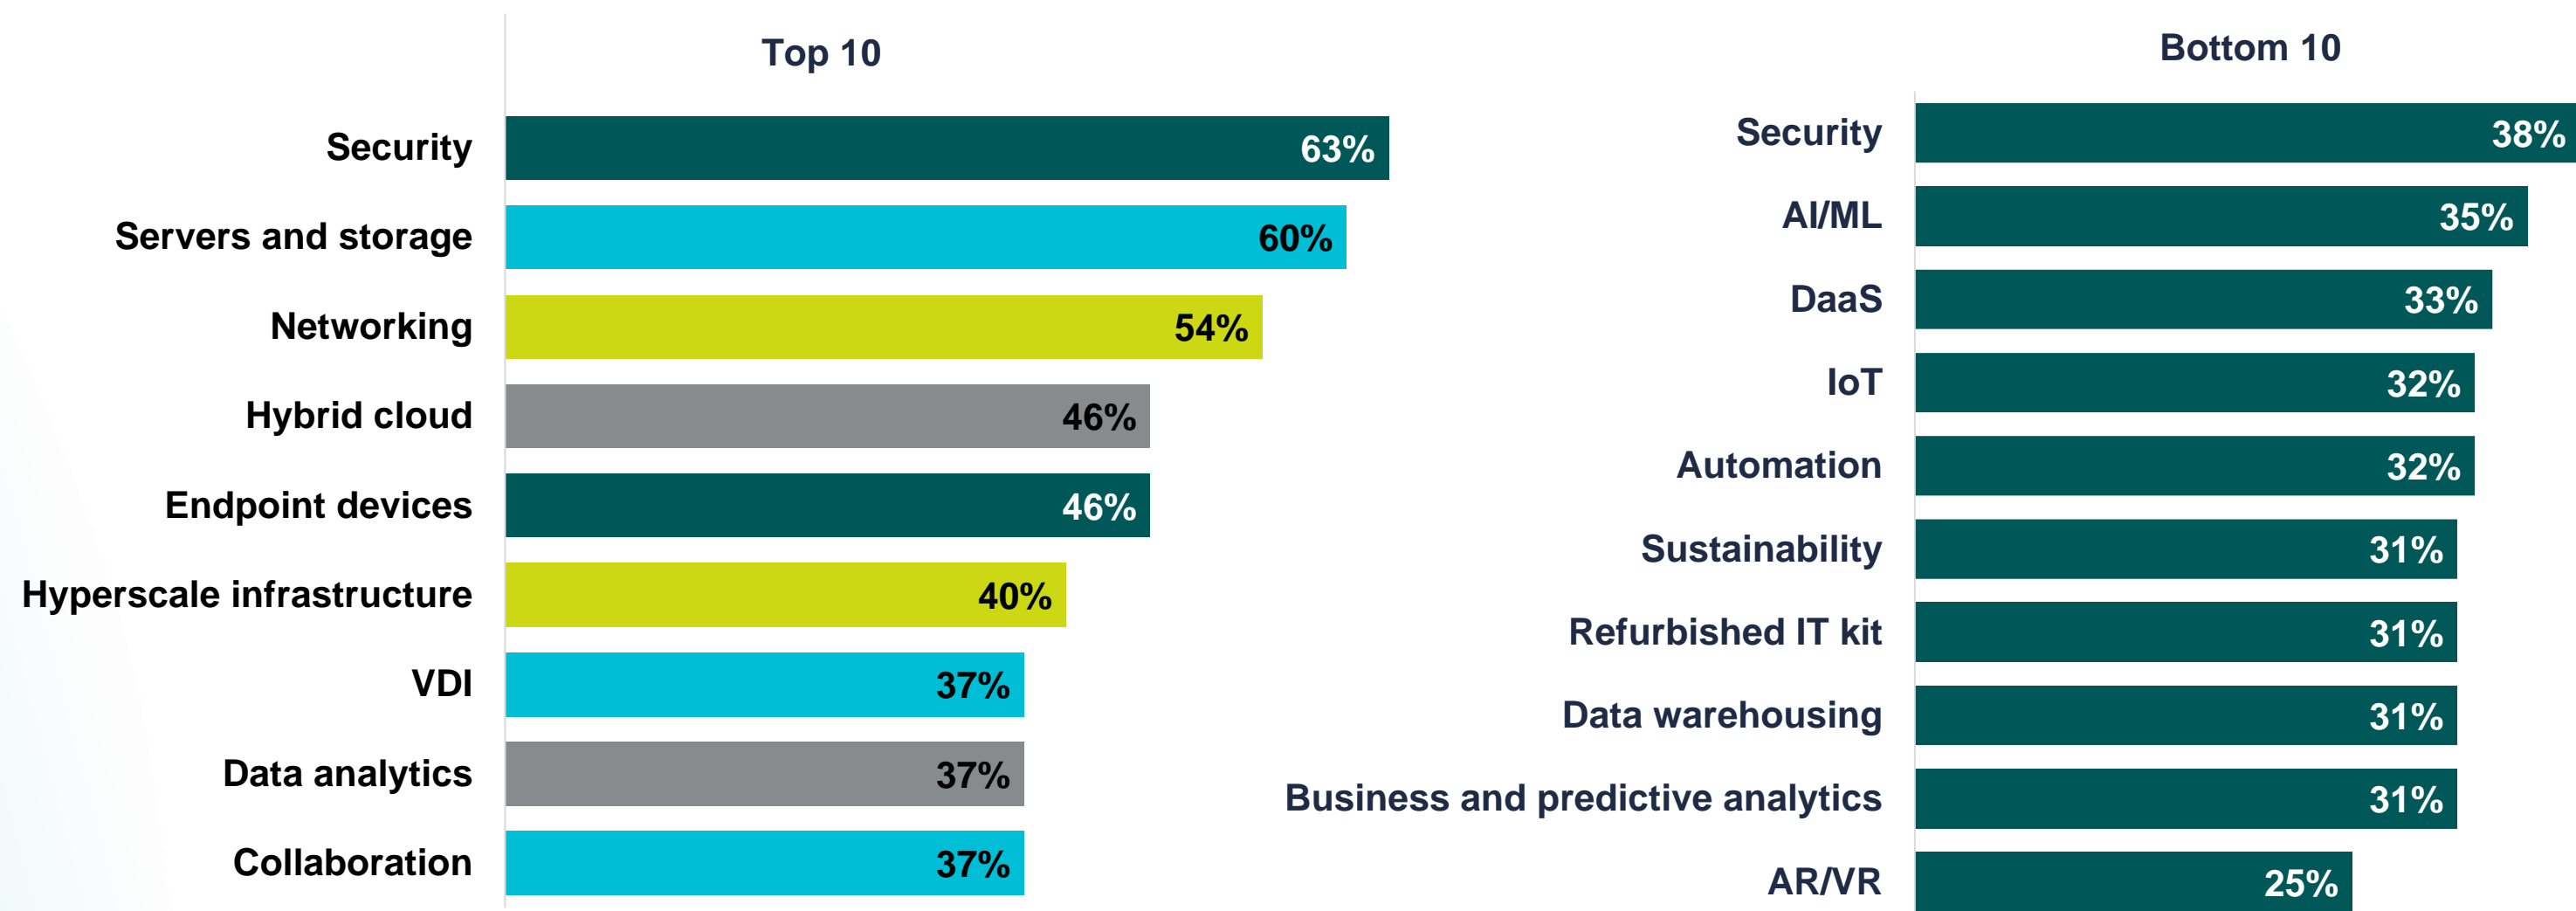 Top 10
Security 63%
Servers and storage 60%
Networking 54%
Hybrid cloud 46%
Endpoint devices 46%
Hyperscale infrastructure 40%
VDI 37%
Data analytics 37%
Collaboration 37%
Bottom 10
Security 38%
AI/ML 35%
DaaS 33%
IoT 32%
Automation 32%
Sustainability 31%
Refurbished IT kit 31%
Data warehousing 31%
Business and predictive analytics 31%
AR/VR 25%